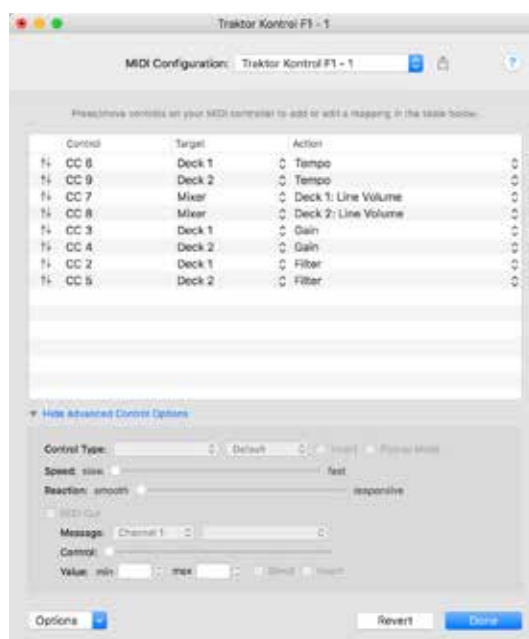 Traktor Kontrol F1 - 1
MIDI Configuration: Traktor Kontrol F1 - 1
?
Press/move controls on your MIDI controller to add or edit a mapping in the table below.
Control Target Action
CC 6 Deck 1 Tempo
CC 9 Deck 2 Tempo
CC 7 Mixer Deck 1: Line Volume
CC 8 Mixer Deck 2: Line Volume
CC 3 Deck 1 Gain
CC 4 Deck 2 Gain
CC 2 Deck 1 Filter
CC 5 Deck 2 Filter
Hide Advanced Control Options
Control Type: Default Invert
Speed: slow fast
Reaction: smooth responsive
MIDI Out
Message: Channel 1
Control:
Value: min max Blend Invert
Options Revert Done